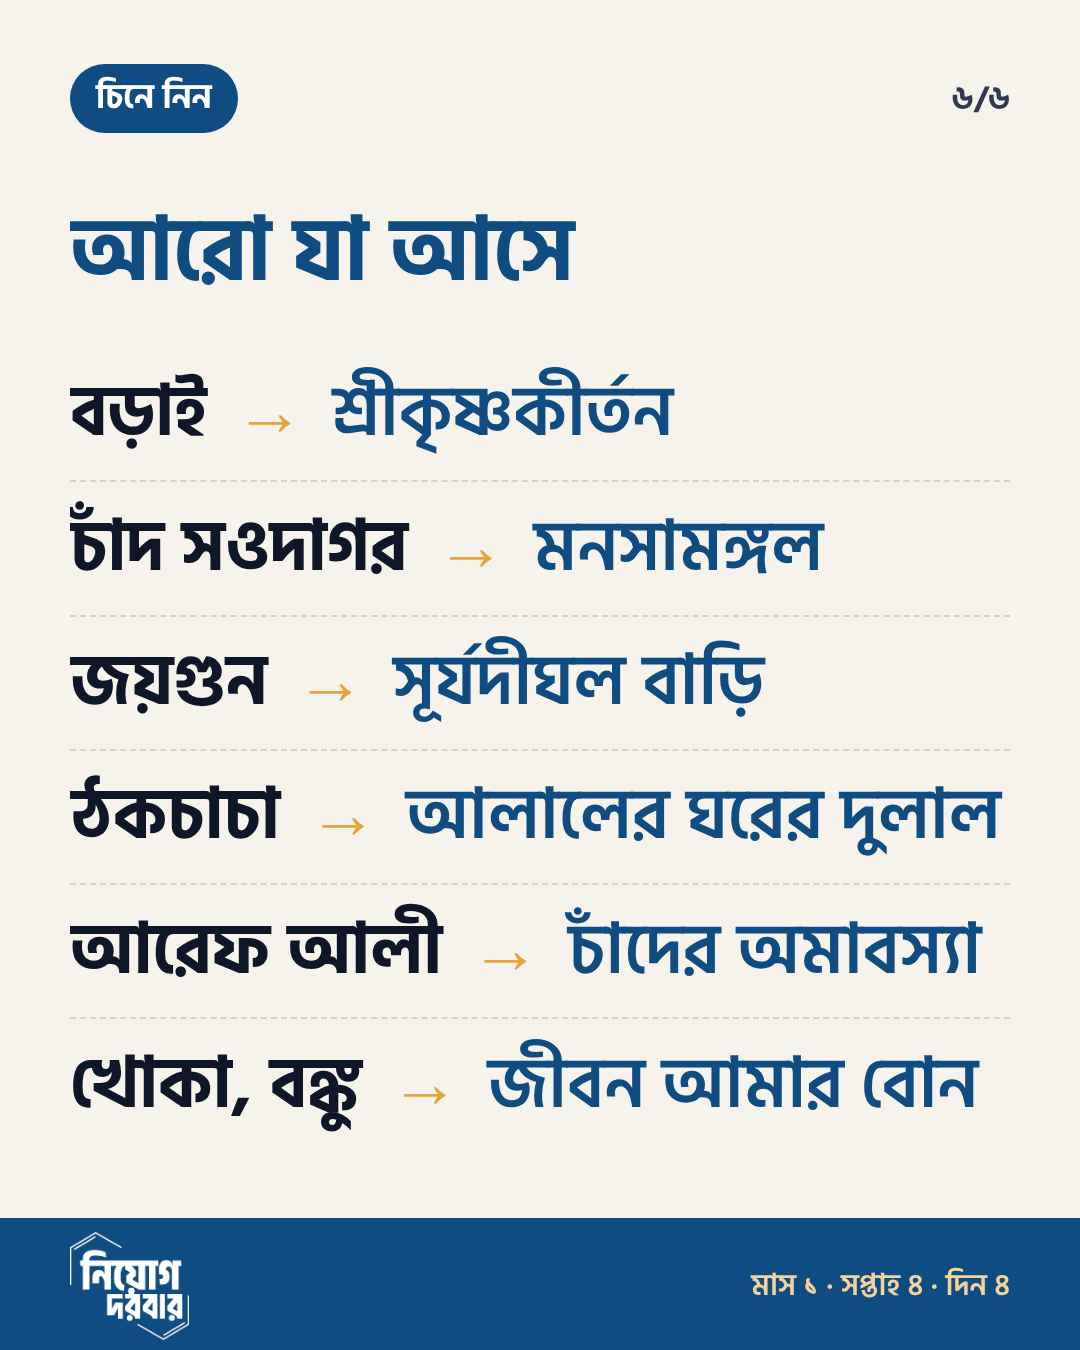 চিনে নিন
৬/৬
আরো যা আসে
বড়াই → শ্রীকৃষ্ণকীর্তন
চাঁদ সওদাগর → মনসামঙ্গল
জয়গুন → সূর্যদীঘল বাড়ি
ঠকচাচা → আলালের ঘরের দুলাল
আরেফ আলী → চাঁদের অমাবস্যা
খোকা, বঙ্কু → জীবন আমার বোন
নিয়োগ
দরবার
মাস ১ · সপ্তাহ ৪ · দিন ৪